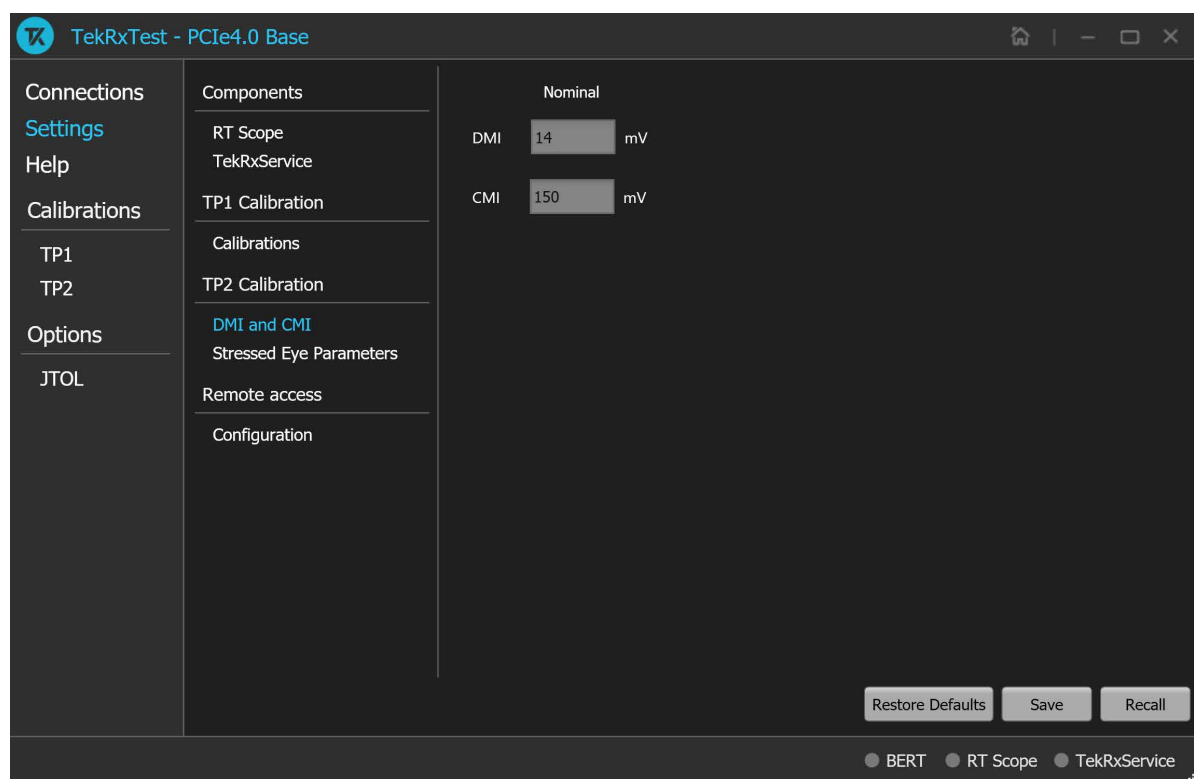 TekRxTest - PCIe4.0 Base
Connections
Settings
Help
Calibrations
TP1
TP2
Options
JTOL
Components
RT Scope
TekRxService
TP1 Calibration
Calibrations
TP2 Calibration
DMI and CMI
Stressed Eye Parameters
Remote access
Configuration
Nominal
DMI 14 mV
CMI 150 mV
Restore Defaults Save Recall
BERT RT Scope TekRxService